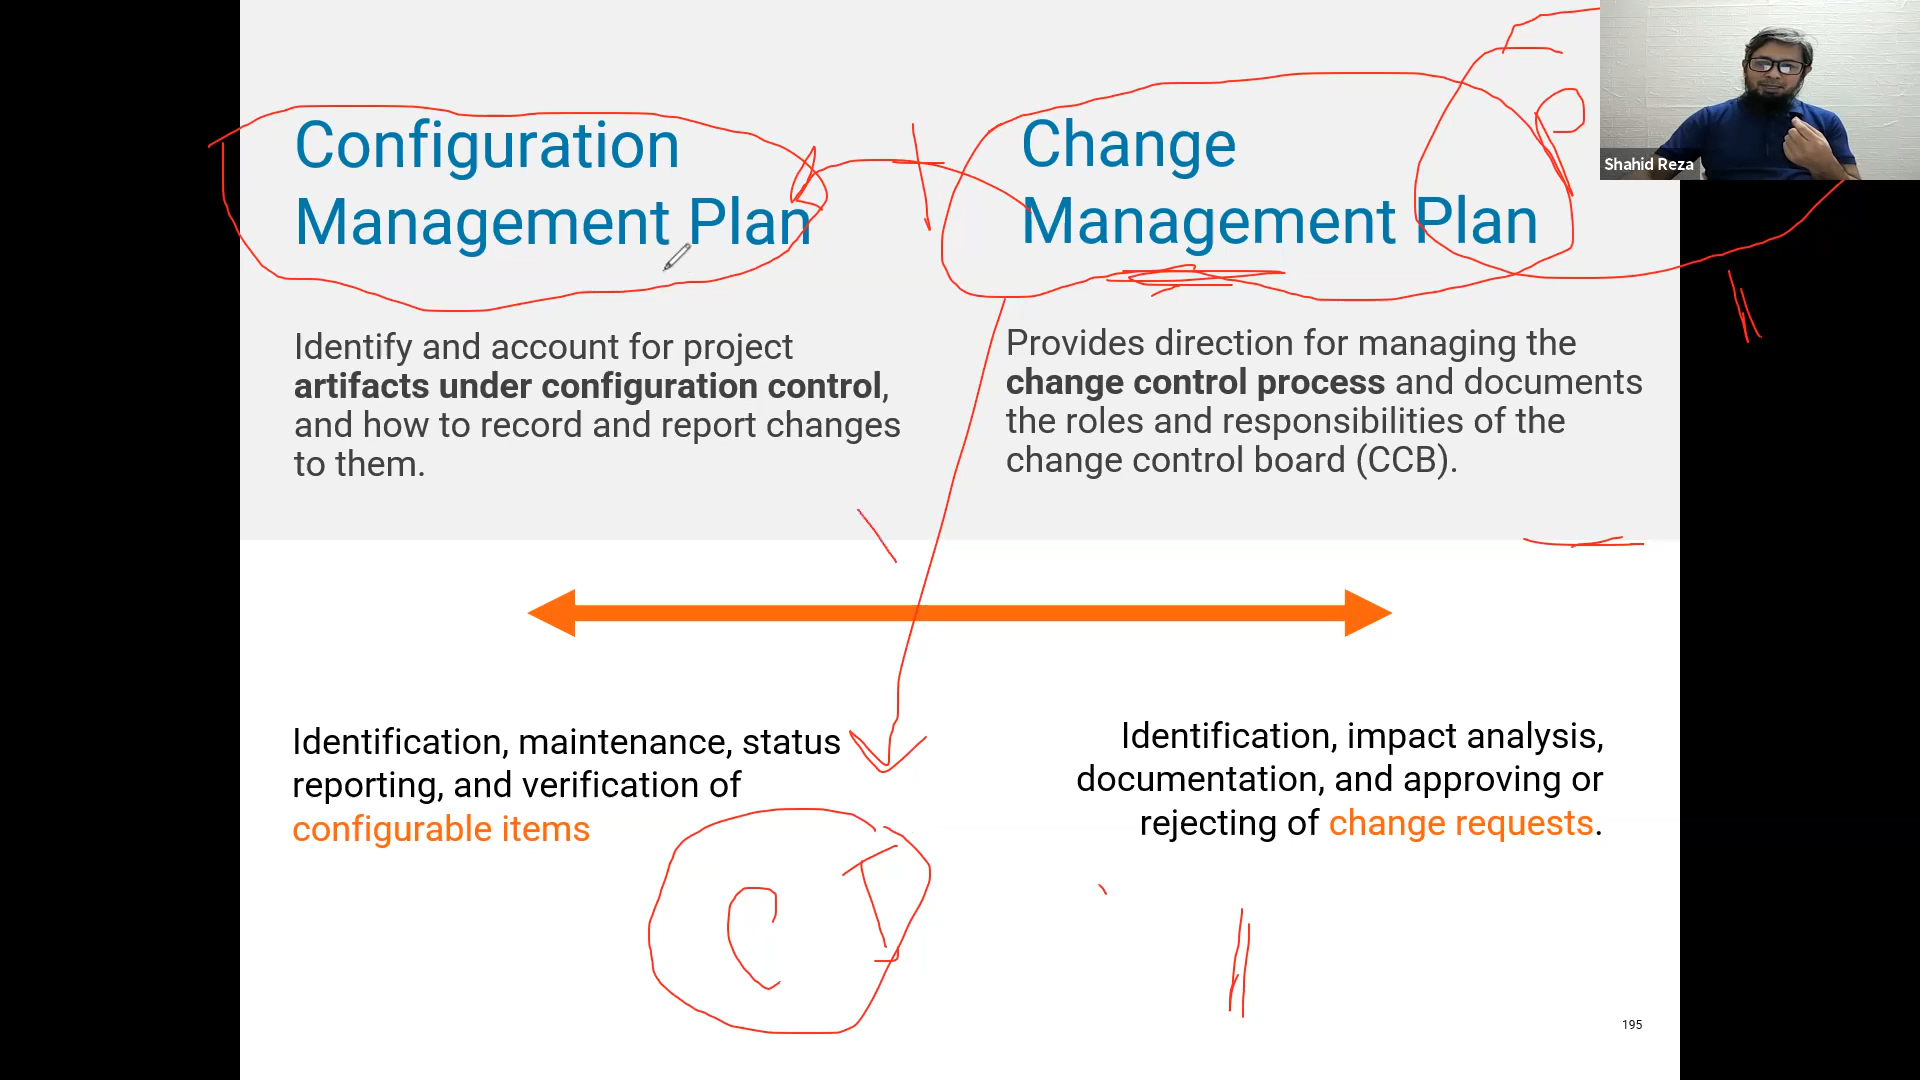 Configuration
Management Plan
Identify and account for project
artifacts under configuration control,
and how to record and report changes
to them.
Change
Management Plan
Provides direction for managing the
change control process and documents
the roles and responsibilities of the
change control board (CCB).
Shahid Reza
Identification, maintenance, status
reporting, and verification of
configurable items
Identification, impact analysis,
documentation, and approving or
rejecting of change requests.
CI
195